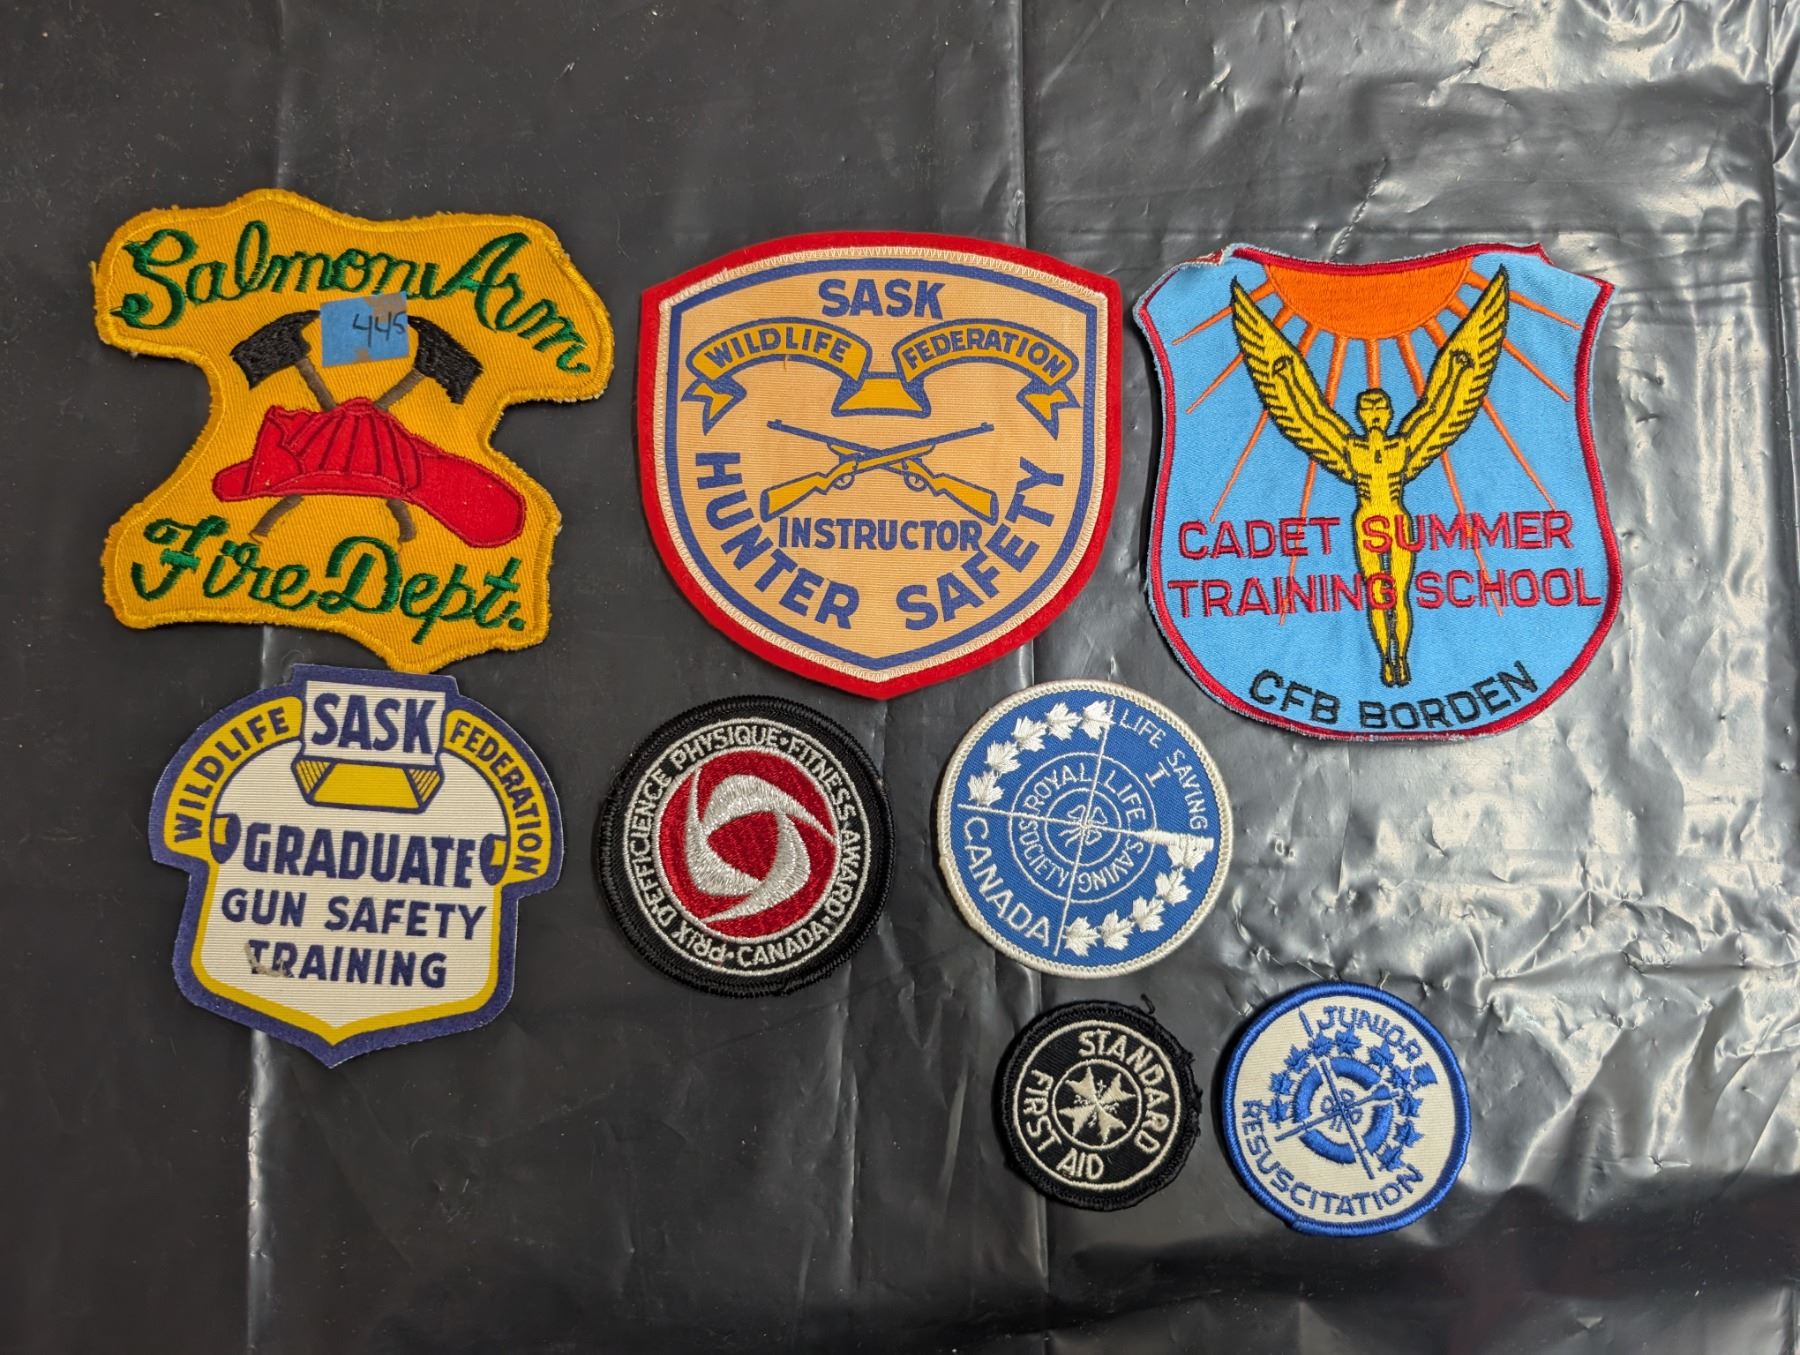 Salmon Arm
445
Fire Dept.
SASK
WILDLIFE FEDERATION
INSTRUCTOR
HUNTER SAFETY
CADET SUMMER
TRAINING SCHOOL
CFB BORDEN
SASK
WILDLIFE FEDERATION
GRADUATE
GUN SAFETY
TRAINING
PRIX D'EFFICIENCE PHYSIQUE•FITNESS AWARD•CANADA•
LIFE SAVING
I
ROYAL LIFE SAVING SOCIETY
CANADA
STANDARD
FIRST AID
JUNIOR
RESUSCITATION